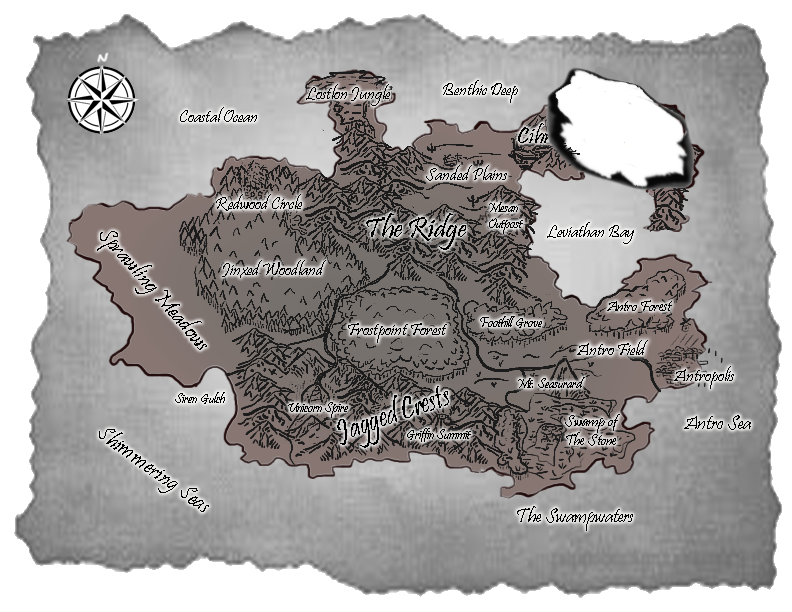 N
Lostlon Jungle
Benthic Deep
Coastal Ocean
Sanded Plains
Redwood Circle
Mesan
Outpost
The Ridge
Leviathan Bay
Jinxed Woodland
Sprawling Meadows
Antro Forest
Foothill Grove
Frostpoint Forest
Antro Field
Antropolis
Mt. Seasurard
Siren Gulch
Unicorn Spire
Jagged Crests
Griffin Summit
Swamp of
The Stone
Antro Sea
Shimmering Seas
The Swampwaters